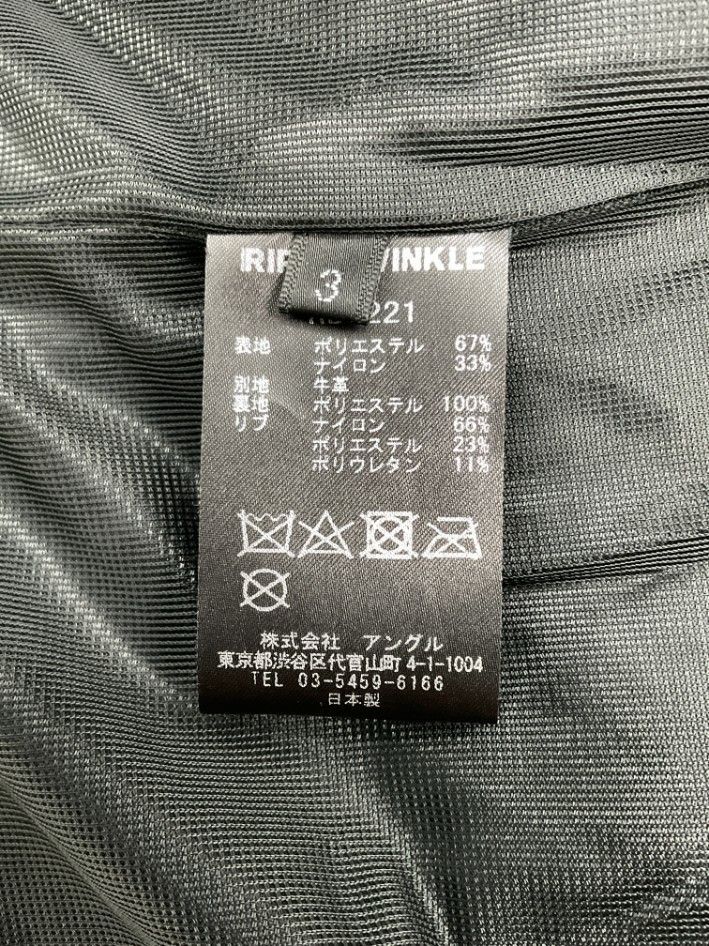 RIP VINKLE
3
221
表地 ポリエステル 67%
ナイロン 33%
別地 牛革
裏地 ポリエステル 100%
リブ ナイロン 66%
ポリエステル 23%
ポリウレタン 11%
株式会社 アングル
東京都渋谷区代官山町4-1-1004
TEL 03-5459-6166
日本製